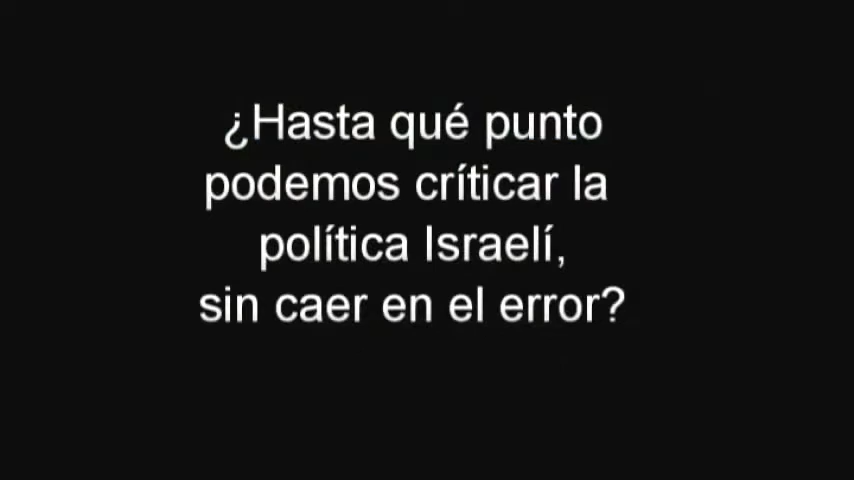 ¿Hasta qué punto
podemos críticar la
política Israelí,
sin caer en el error?